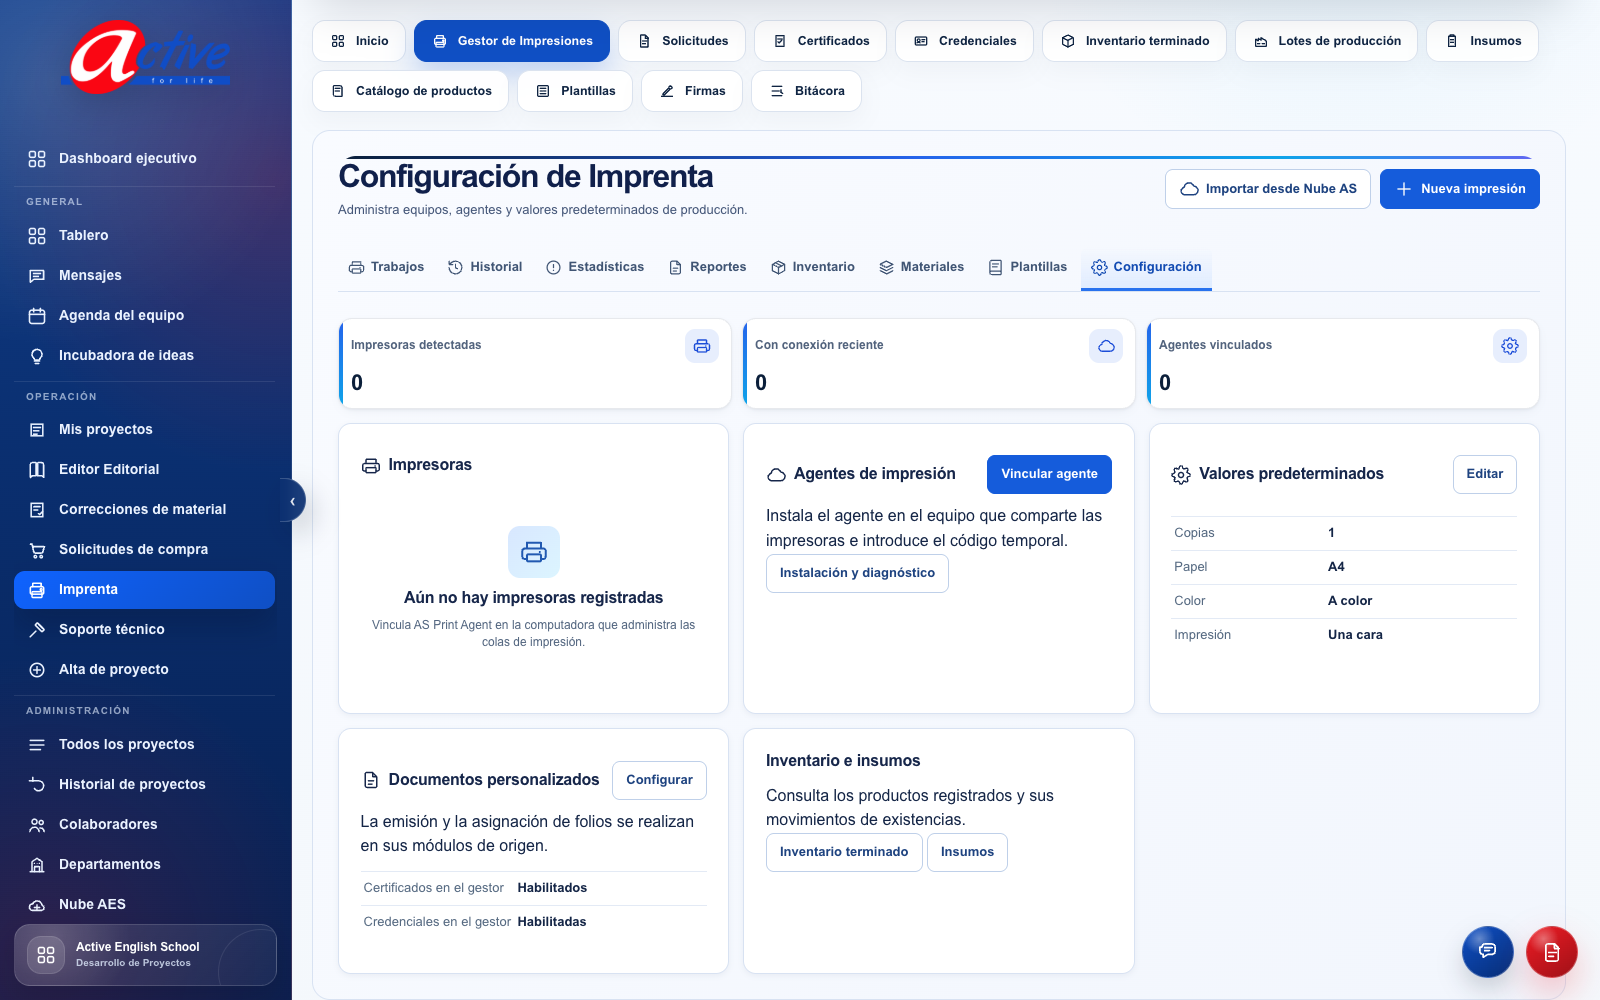 active
for life
Dashboard ejecutivo
GENERAL
Tablero
Mensajes
Agenda del equipo
Incubadora de ideas
OPERACIÓN
Mis proyectos
Editor Editorial
Correcciones de material
Solicitudes de compra
Imprenta
Soporte técnico
Alta de proyecto
ADMINISTRACIÓN
Todos los proyectos
Historial de proyectos
Colaboradores
Departamentos
Nube AES
Active English School
Desarrollo de Proyectos
Inicio
Gestor de Impresiones
Solicitudes
Certificados
Credenciales
Inventario terminado
Lotes de producción
Insumos
Catálogo de productos
Plantillas
Firmas
Bitácora
Configuración de Imprenta
Administra equipos, agentes y valores predeterminados de producción.
Importar desde Nube AS
Nueva impresión
Trabajos
Historial
Estadísticas
Reportes
Inventario
Materiales
Plantillas
Configuración
Impresoras detectadas
0
Con conexión reciente
0
Agentes vinculados
0
Impresoras
Aún no hay impresoras registradas
Vincula AS Print Agent en la computadora que administra las
colas de impresión.
Agentes de impresión
Vincular agente
Instala el agente en el equipo que comparte las
impresoras e introduce el código temporal.
Instalación y diagnóstico
Valores predeterminados
Editar
Copias 1
Papel A4
Color A color
Impresión Una cara
Documentos personalizados
Configurar
La emisión y la asignación de folios se realizan
en sus módulos de origen.
Certificados en el gestor Habilitados
Credenciales en el gestor Habilitadas
Inventario e insumos
Consulta los productos registrados y sus
movimientos de existencias.
Inventario terminado
Insumos